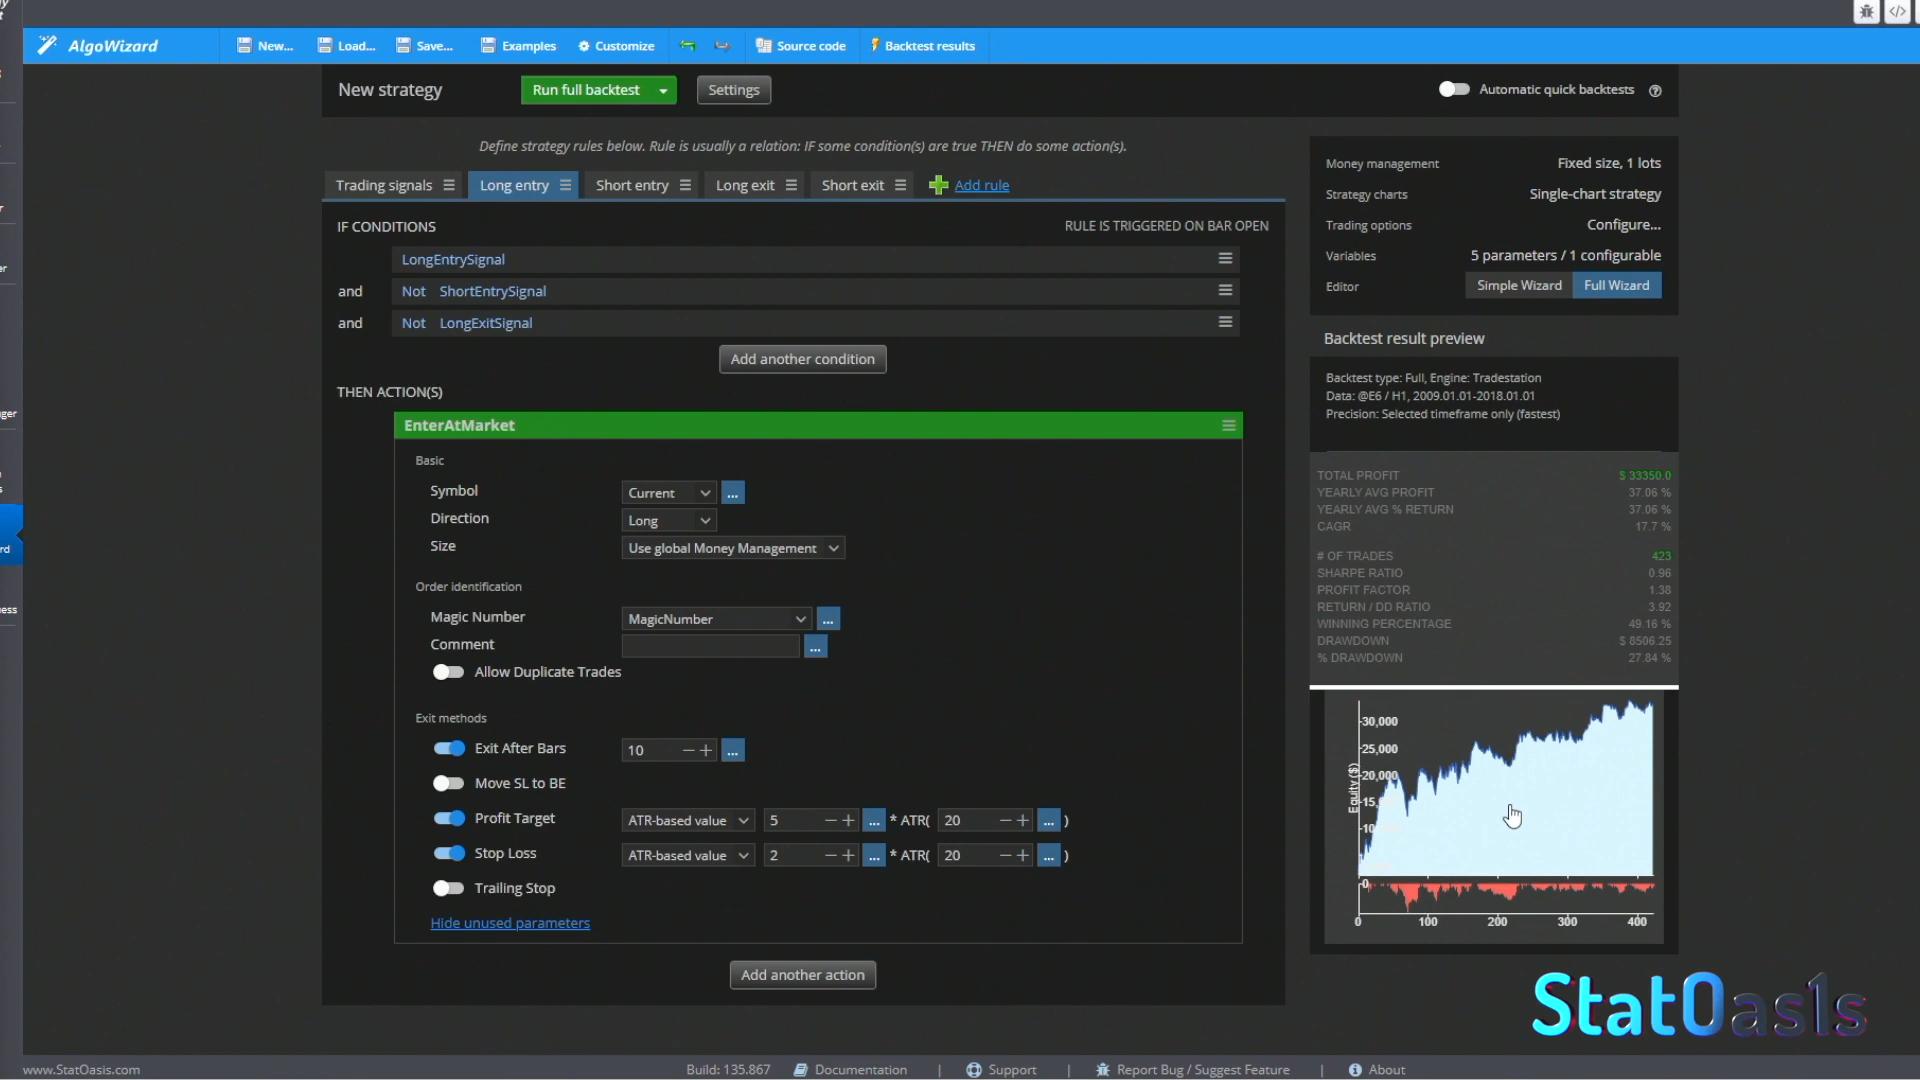 AlgoWizard
New...
Load...
Save...
Examples
Customize
Source code
Backtest results
New strategy
Run full backtest
Settings
Automatic quick backtests
Define strategy rules below. Rule is usually a relation: IF some condition(s) are true THEN do some action(s).
Trading signals
Long entry
Short entry
Long exit
Short exit
Add rule
IF CONDITIONS
RULE IS TRIGGERED ON BAR OPEN
LongEntrySignal
and Not ShortEntrySignal
and Not LongExitSignal
Add another condition
THEN ACTION(S)
EnterAtMarket
Basic
Symbol Current ...
Direction Long
Size Use global Money Management
Order identification
Magic Number MagicNumber ...
Comment ...
Allow Duplicate Trades
Exit methods
Exit After Bars 10 ...
Move SL to BE
Profit Target ATR-based value 5 ... * ATR( 20 ... )
Stop Loss ATR-based value 2 ... * ATR( 20 ... )
Trailing Stop
Hide unused parameters
Add another action
Money management Fixed size, 1 lots
Strategy charts Single-chart strategy
Trading options Configure...
Variables 5 parameters / 1 configurable
Editor Simple Wizard Full Wizard
Backtest result preview
Backtest type: Full, Engine: Tradestation
Data: @E6 / H1, 2009.01.01-2018.01.01
Precision: Selected timeframe only (fastest)
TOTAL PROFIT $ 33350.0
YEARLY AVG PROFIT 37.06 %
YEARLY AVG % RETURN 37.06 %
CAGR 17.7 %
# OF TRADES 423
SHARPE RATIO 0.96
PROFIT FACTOR 1.38
RETURN / DD RATIO 3.92
WINNING PERCENTAGE 49.16 %
DRAWDOWN $ 8506.25
% DRAWDOWN 27.84 %
Equity ($)
30,000
25,000
20,000
0
0 100 200 300 400
StatOas1s
www.StatOasis.com
Build: 135.867
Documentation
|
Support
|
Report Bug / Suggest Feature
|
About